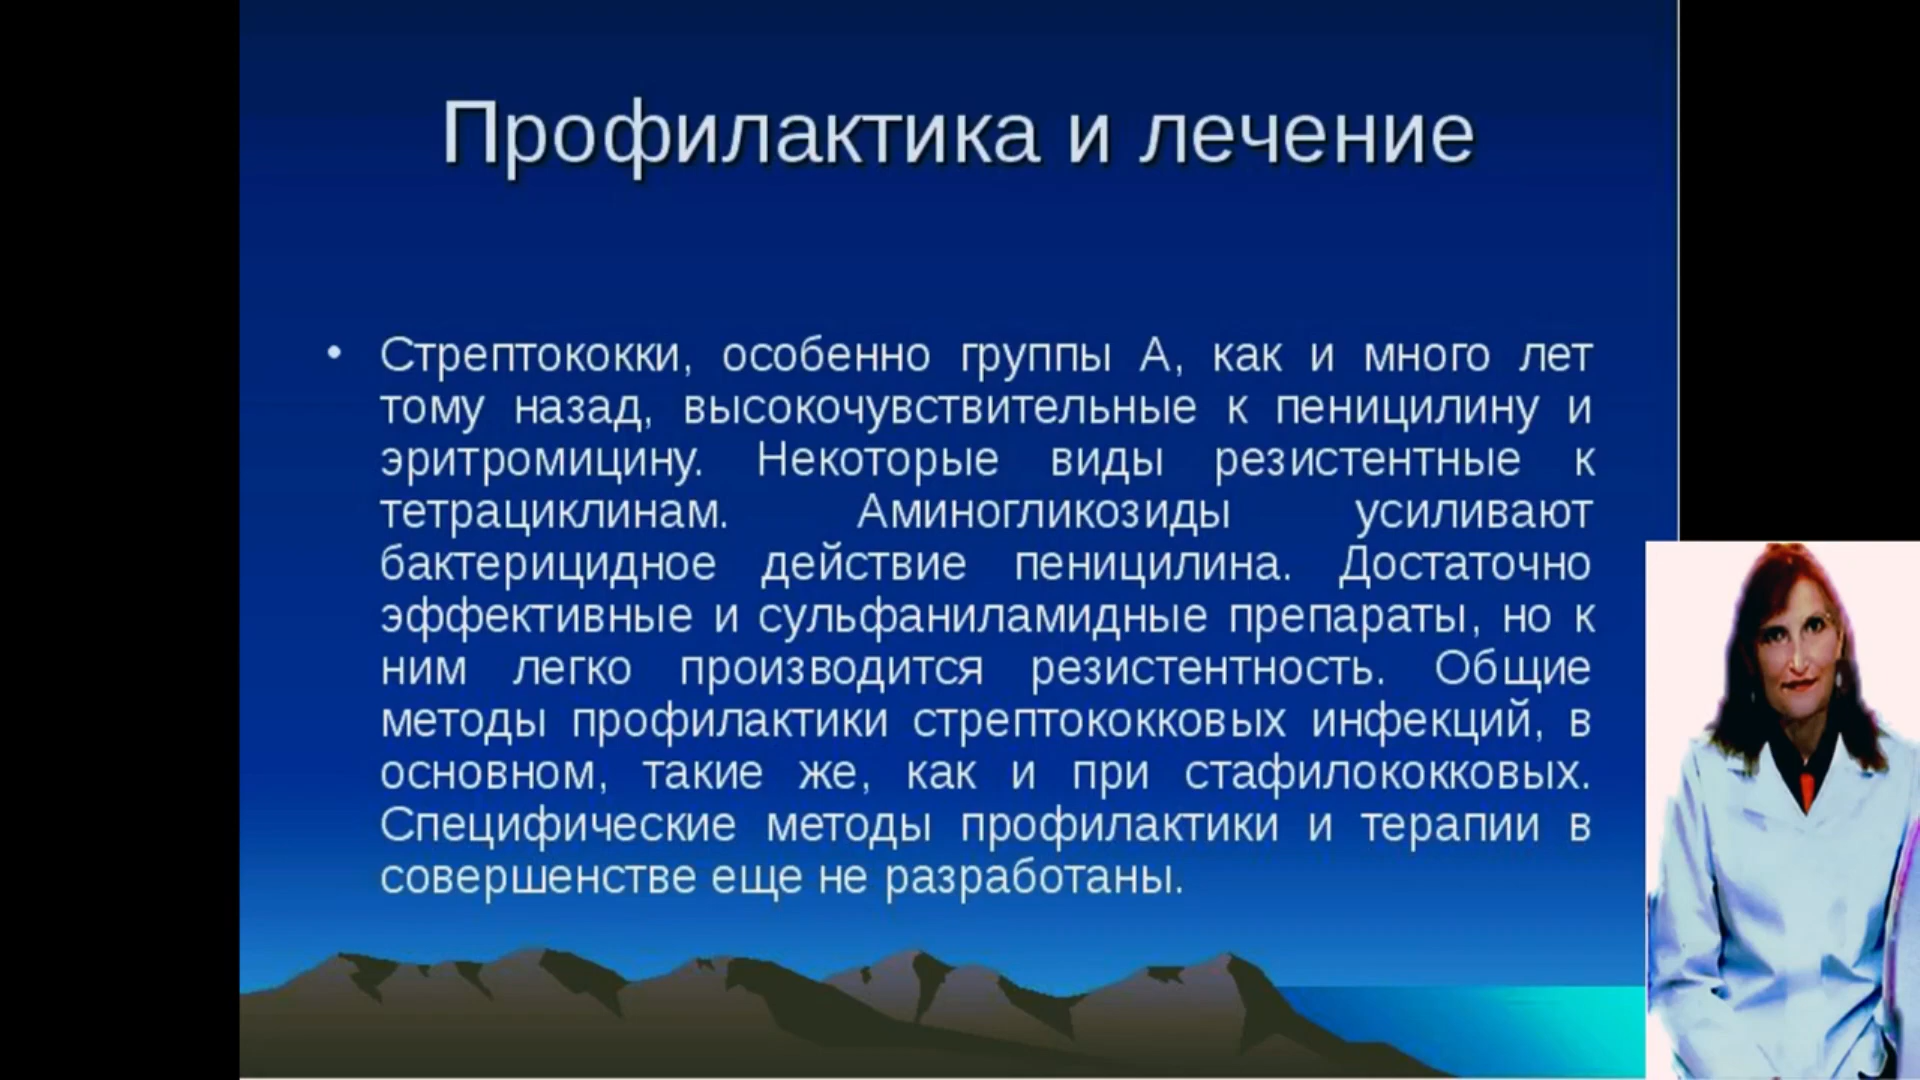 Профилактика и лечение
• Стрептококки, особенно группы А, как и много лет
тому назад, высокочувствительные к пеницилину и
эритромицину. Некоторые виды резистентные к
тетрациклинам. Аминогликозиды усиливают
бактерицидное действие пеницилина. Достаточно
эффективные и сульфаниламидные препараты, но к
ним легко производится резистентность. Общие
методы профилактики стрептококковых инфекций, в
основном, такие же, как и при стафилококковых.
Специфические методы профилактики и терапии в
совершенстве еще не разработаны.